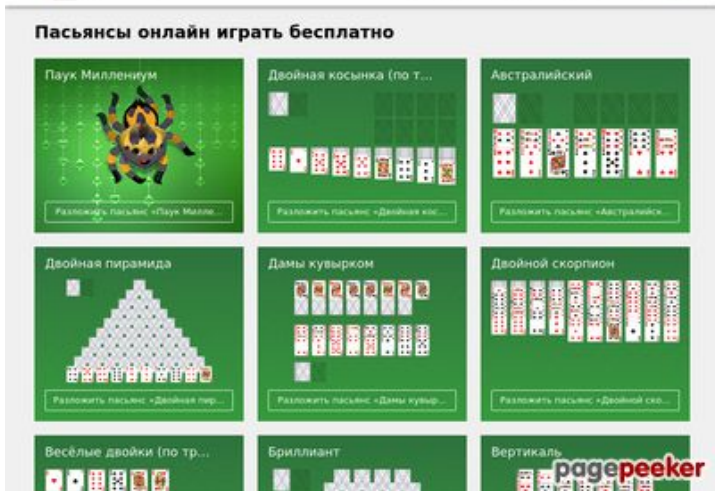 Пасьянсы онлайн играть бесплатно
Паук Миллениум
Двойная косынка (по т...
Австралийский
Разложить пасьянс «Паук Милле...
Разложить пасьянс «Двойная кос...
Разложить пасьянс «Австралийск...
Двойная пирамида
Дамы кувырком
Двойной скорпион
Разложить пасьянс «Двойная пир...
Разложить пасьянс «Дамы кувыр...
Разложить пасьянс «Двойной ско...
Весёлые двойки (по тр...
Бриллиант
Вертикаль
pagepeeker